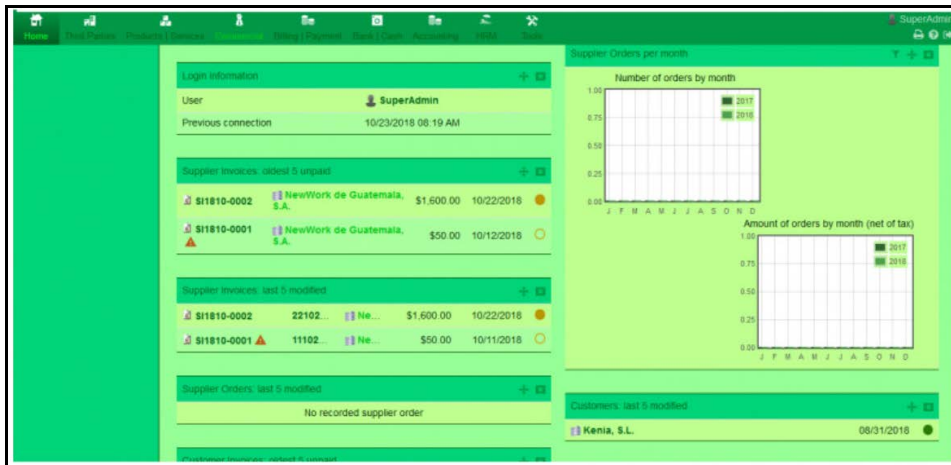 Home Third Parties Products | Services Commercial Billing | Payment Bank | Cash Accounting HRM Tools
SuperAdmin
Login Information
User SuperAdmin
Previous connection 10/23/2018 08:19 AM
Supplier Invoices: oldest 5 unpaid
SI1810-0002 NewWork de Guatemala, S.A. $1,600.00 10/22/2018
SI1810-0001 NewWork de Guatemala, S.A. $50.00 10/12/2018
Supplier Invoices: last 5 modified
SI1810-0002 22102... Ne... $1,600.00 10/22/2018
SI1810-0001 11102... Ne... $50.00 10/11/2018
Supplier Orders: last 5 modified
No recorded supplier order
Customer Invoices: oldest 5 unpaid
Supplier Orders per month
Number of orders by month
1.00
0.75
0.50
0.25
0.00
2017
2018
J F M A M J J A S O N D
Amount of orders by month (net of tax)
1.00
0.75
0.50
0.25
0.00
2017
2018
J F M A M J J A S O N D
Customers: last 5 modified
Kenia, S.L. 08/31/2018